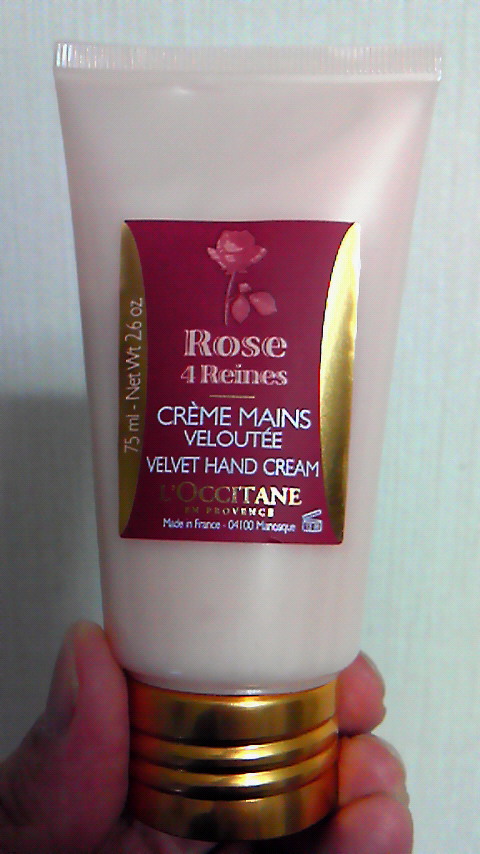 Rose
4 Reines
CRÈME MAINS
VELOUTÉE
VELVET HAND CREAM
L'OCCITANE
EN PROVENCE
Made in France - 04100 Manosque
75 ml - Net Wt 2.6 oz.